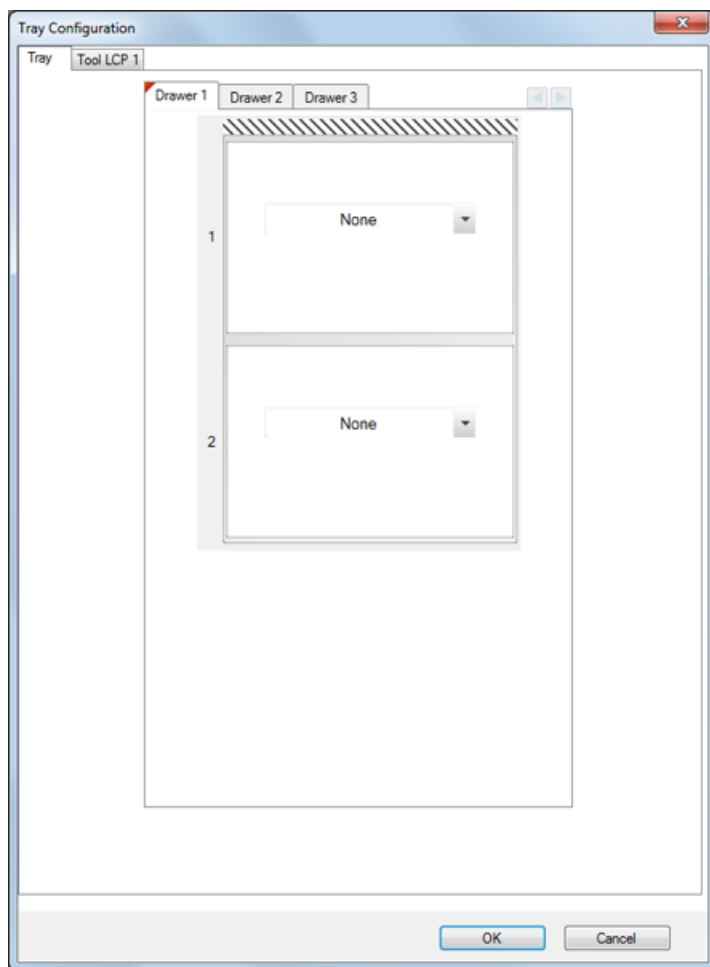 Tray Configuration
Tray Tool LCP 1
Drawer 1 Drawer 2 Drawer 3
1 None
2 None
OK Cancel